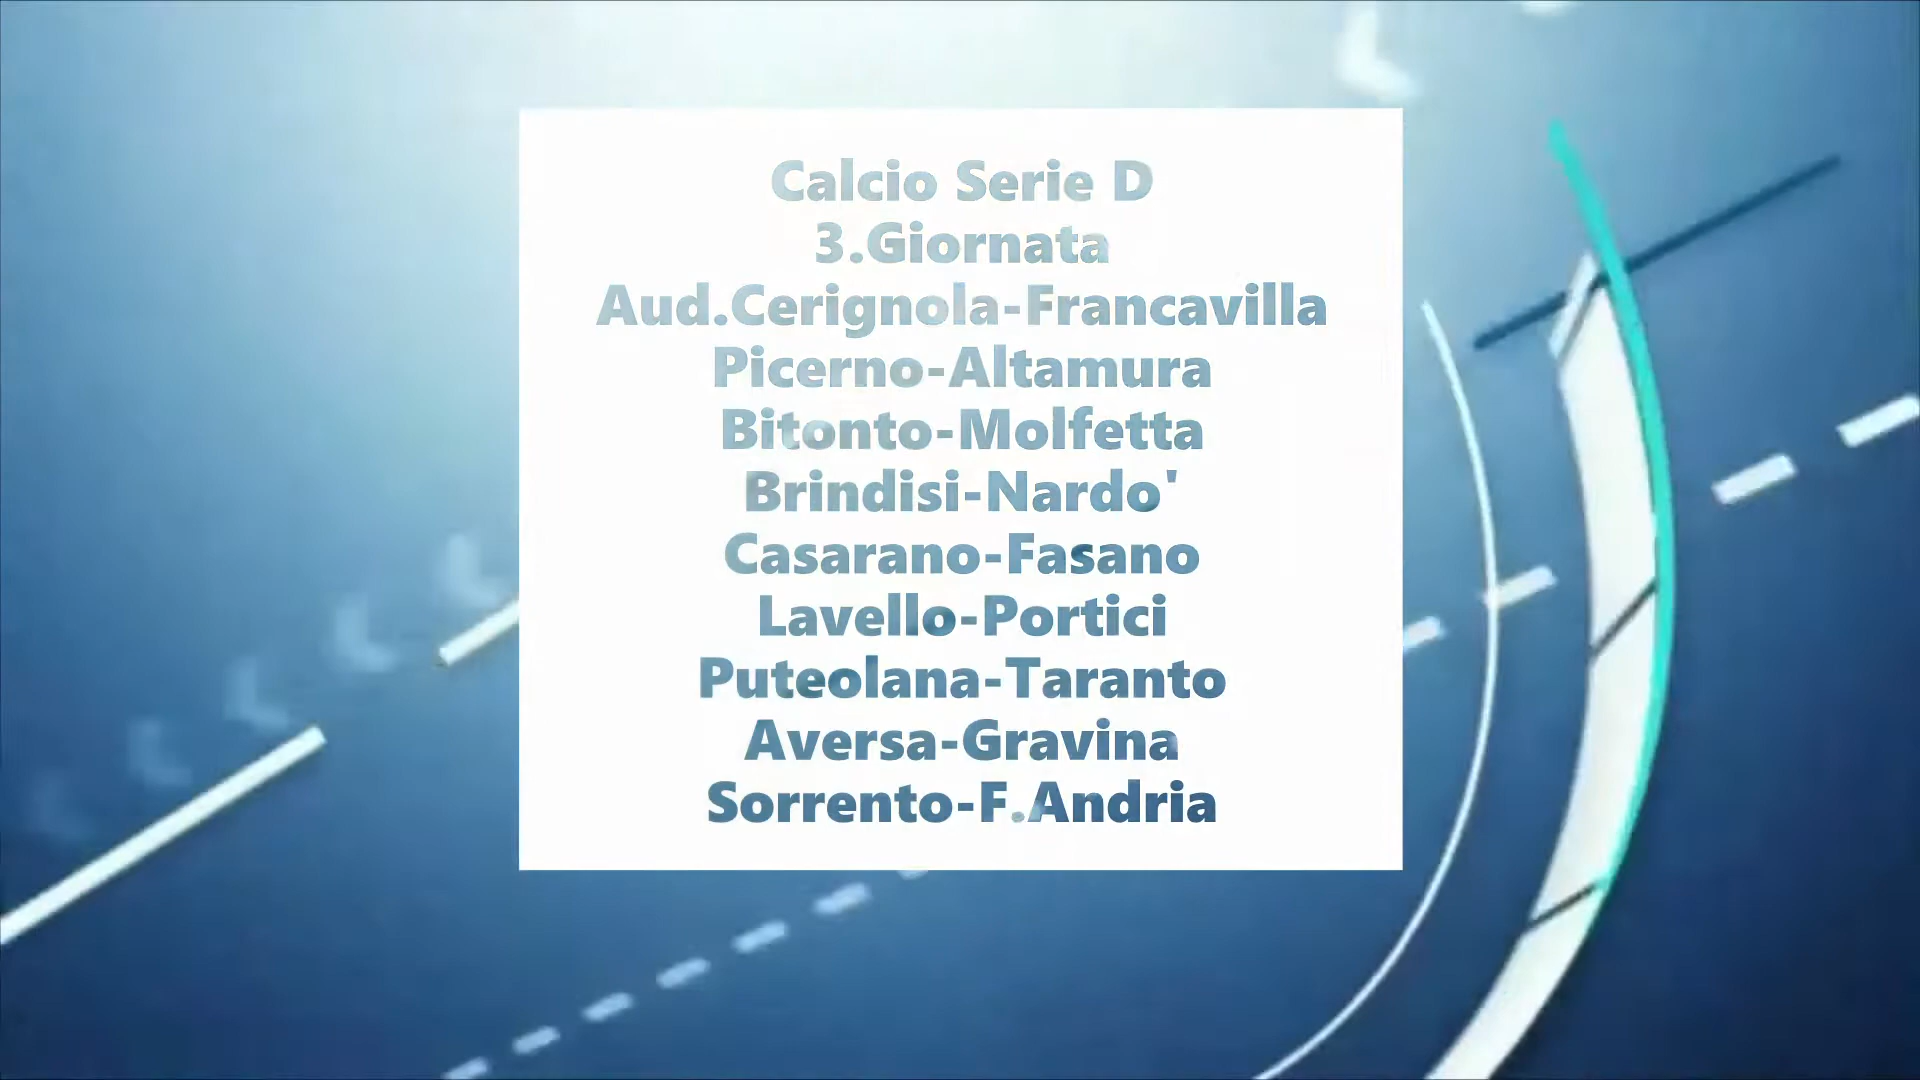 Calcio Serie D
3.Giornata
Aud.Cerignola-Francavilla
Picerno-Altamura
Bitonto-Molfetta
Brindisi-Nardo'
Casarano-Fasano
Lavello-Portici
Puteolana-Taranto
Aversa-Gravina
Sorrento-F.Andria